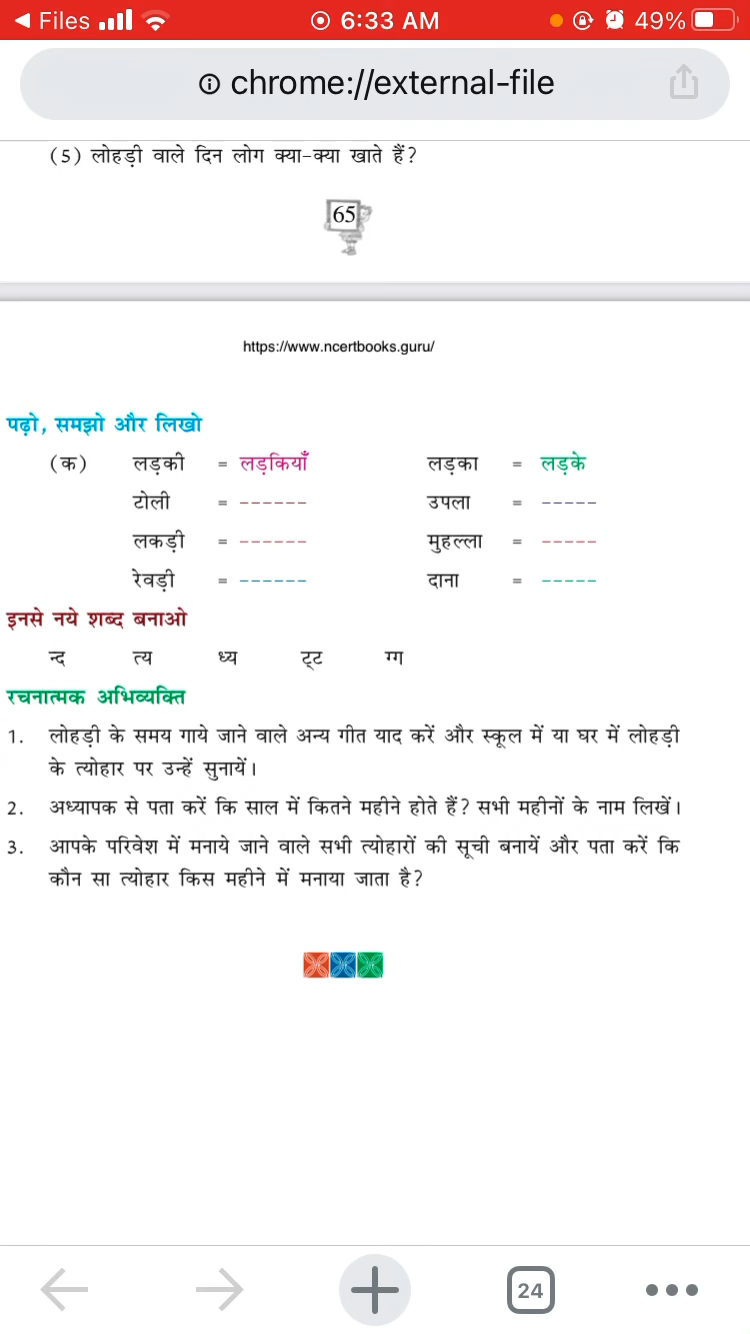 ◀ Files 6:33 AM 49%
chrome://external-file
(5) लोहड़ी वाले दिन लोग क्या-क्या खाते हैं?
65
https://www.ncertbooks.guru/
पढ़ो, समझो और लिखो
(क) लड़की = लड़कियाँ लड़का = लड़के
टोली = ------ उपला = -----
लकड़ी = ------ मुहल्ला = -----
रेवड़ी = ------ दाना = -----
इनसे नये शब्द बनाओ
न्द त्य ध्य ट्ट ग्ग
रचनात्मक अभिव्यक्ति
1. लोहड़ी के समय गाये जाने वाले अन्य गीत याद करें और स्कूल में या घर में लोहड़ी
के त्योहार पर उन्हें सुनायें।
2. अध्यापक से पता करें कि साल में कितने महीने होते हैं? सभी महीनों के नाम लिखें।
3. आपके परिवेश में मनाये जाने वाले सभी त्योहारों की सूची बनायें और पता करें कि
कौन सा त्योहार किस महीने में मनाया जाता है?
24